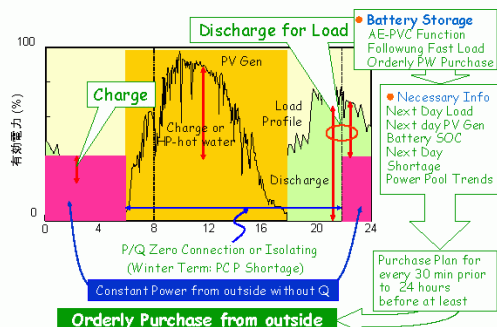 Discharge for Load
Battery Storage
AE-PVC Function
Following Fast Load
Orderly PW Purchase
100
PV Gen
Charge
Load
Profile
Charge or
HP-hot water
有効電力(%)
Discharge
0
0
4
8
12
16
20
24
Necessary Info
Next Day Load
Next day PV Gen
Battery SOC
Next Day
Shortage
Power Pool Trends
P/Q Zero Connection or Isolating
(Winter Term: PCP Shortage)
Constant Power from outside without Q
Purchase Plan for
every 30 min prior
to 24 hours
before at least
Orderly Purchase from outside